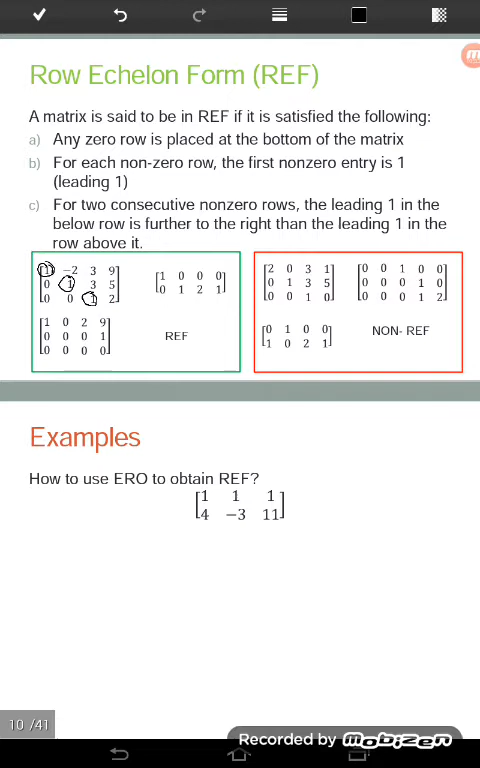 Row Echelon Form (REF)
A matrix is said to be in REF if it is satisfied the following:
a) Any zero row is placed at the bottom of the matrix
b) For each non-zero row, the first nonzero entry is 1
(leading 1)
c) For two consecutive nonzero rows, the leading 1 in the
below row is further to the right than the leading 1 in the
row above it.
[1 -2 3 9
0 1 3 5
0 0 1 2]
[1 0 0 0
0 1 2 1]
[1 0 2 9
0 0 0 1
0 0 0 0]
REF
[2 0 3 1
0 1 3 5
0 0 1 0]
[0 0 1 0 0
0 0 0 1 0
0 0 0 1 2]
[0 1 0 0
1 0 2 1]
NON- REF
Examples
How to use ERO to obtain REF?
[1 1 1
4 −3 11]
10 /41
Recorded by mobizen